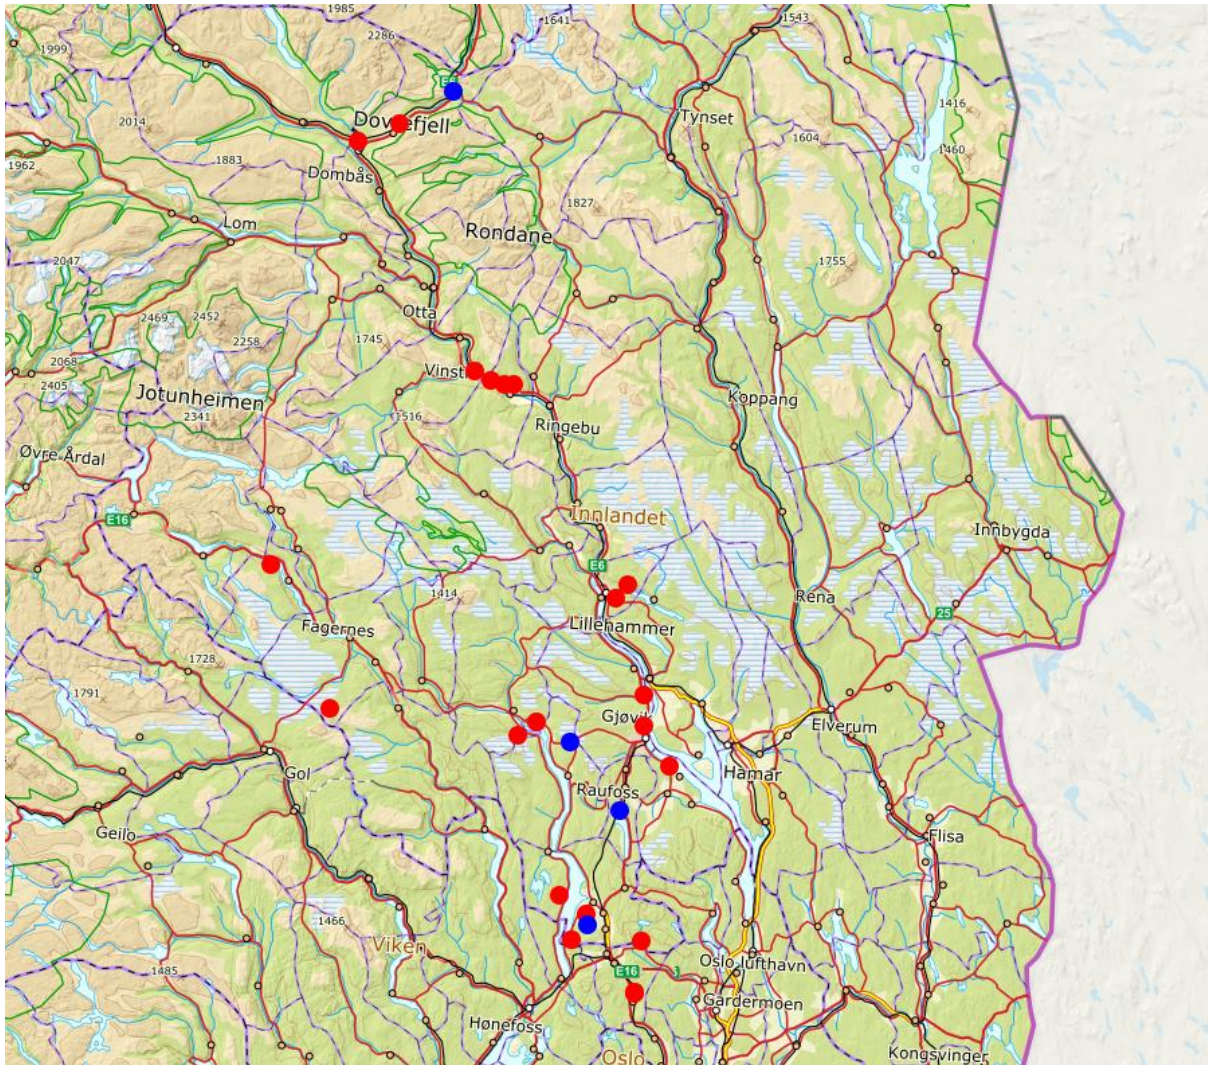 1985
1641
1543
1999
2286
E6
2014
Dovrefjell
1416
Tynset
1604
1460
1962
1883
Dombås
1827
Lom
Rondane
2047
1755
Otta
2469
2452
2258
1745
2068
2405
Jotunheimen
2341
Koppang
1516
Ringebu
Øvre Årdal
E16
Innlandet
Innbygda
E6
1414
Rena
25
Lillehammer
Fagernes
1728
1791
Gjøvik
Elverum
Gol
Hamar
Raufoss
Geilo
Flisa
1466
Viken
1485
Oslo lufthavn
E16
Gardermoen
Hønefoss
Oslo
Kongsvinger